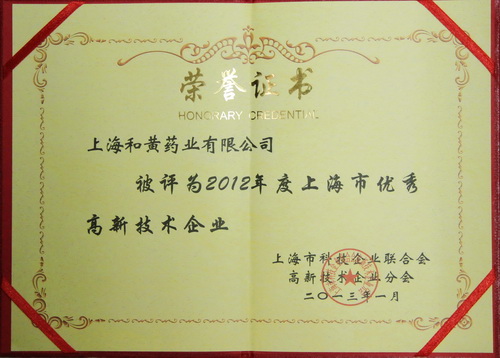 荣誉证书
HONORARY CREDENTIAL
上海和黄药业有限公司
被评为2012年度上海市优秀
高新技术企业
上海市科技企业联合会
高新技术企业分会
二〇一三年一月